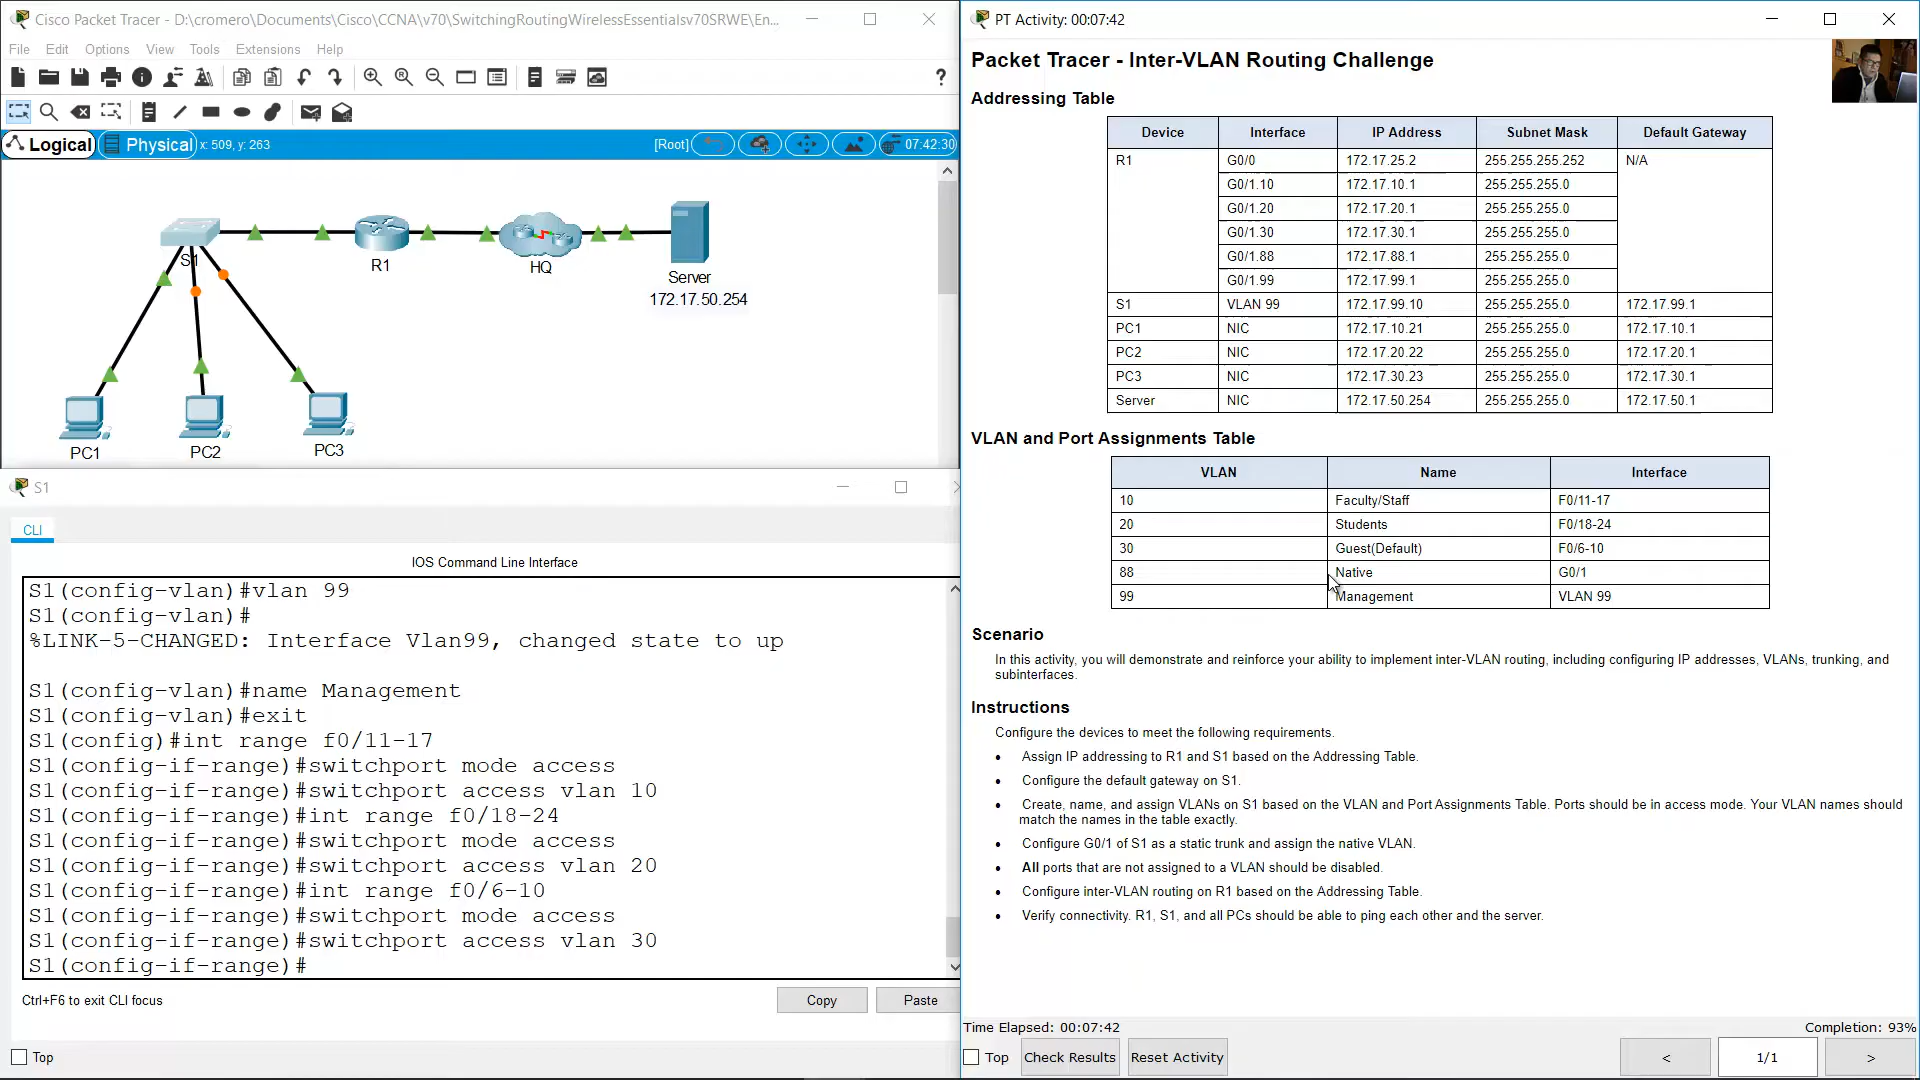 Cisco Packet Tracer - D:\cromero\Documents\Cisco\CCNA\v70\SwitchingRoutingWirelessEssentialsv70SRWE\En...
File Edit Options View Tools Extensions Help
Logical Physical x: 509, y: 263 [Root] 07:42:30
S1
R1
HQ
Server
172.17.50.254
PC1
PC2
PC3
S1
CLI
IOS Command Line Interface
S1(config-vlan)#vlan 99
S1(config-vlan)#
%LINK-5-CHANGED: Interface Vlan99, changed state to up
S1(config-vlan)#name Management
S1(config-vlan)#exit
S1(config)#int range f0/11-17
S1(config-if-range)#switchport mode access
S1(config-if-range)#switchport access vlan 10
S1(config-if-range)#int range f0/18-24
S1(config-if-range)#switchport mode access
S1(config-if-range)#switchport access vlan 20
S1(config-if-range)#int range f0/6-10
S1(config-if-range)#switchport mode access
S1(config-if-range)#switchport access vlan 30
S1(config-if-range)#
Ctrl+F6 to exit CLI focus
Copy Paste
Top
PT Activity: 00:07:42
Packet Tracer - Inter-VLAN Routing Challenge
Addressing Table
Device Interface IP Address Subnet Mask Default Gateway
R1 G0/0 172.17.25.2 255.255.255.252 N/A
G0/1.10 172.17.10.1 255.255.255.0
G0/1.20 172.17.20.1 255.255.255.0
G0/1.30 172.17.30.1 255.255.255.0
G0/1.88 172.17.88.1 255.255.255.0
G0/1.99 172.17.99.1 255.255.255.0
S1 VLAN 99 172.17.99.10 255.255.255.0 172.17.99.1
PC1 NIC 172.17.10.21 255.255.255.0 172.17.10.1
PC2 NIC 172.17.20.22 255.255.255.0 172.17.20.1
PC3 NIC 172.17.30.23 255.255.255.0 172.17.30.1
Server NIC 172.17.50.254 255.255.255.0 172.17.50.1
VLAN and Port Assignments Table
VLAN Name Interface
10 Faculty/Staff F0/11-17
20 Students F0/18-24
30 Guest(Default) F0/6-10
88 Native G0/1
99 Management VLAN 99
Scenario
In this activity, you will demonstrate and reinforce your ability to implement inter-VLAN routing, including configuring IP addresses, VLANs, trunking, and
subinterfaces.
Instructions
Configure the devices to meet the following requirements.
• Assign IP addressing to R1 and S1 based on the Addressing Table.
• Configure the default gateway on S1.
• Create, name, and assign VLANs on S1 based on the VLAN and Port Assignments Table. Ports should be in access mode. Your VLAN names should
match the names in the table exactly.
• Configure G0/1 of S1 as a static trunk and assign the native VLAN.
• All ports that are not assigned to a VLAN should be disabled.
• Configure inter-VLAN routing on R1 based on the Addressing Table.
• Verify connectivity. R1, S1, and all PCs should be able to ping each other and the server.
Time Elapsed: 00:07:42 Completion: 93%
Top Check Results Reset Activity < 1/1 >